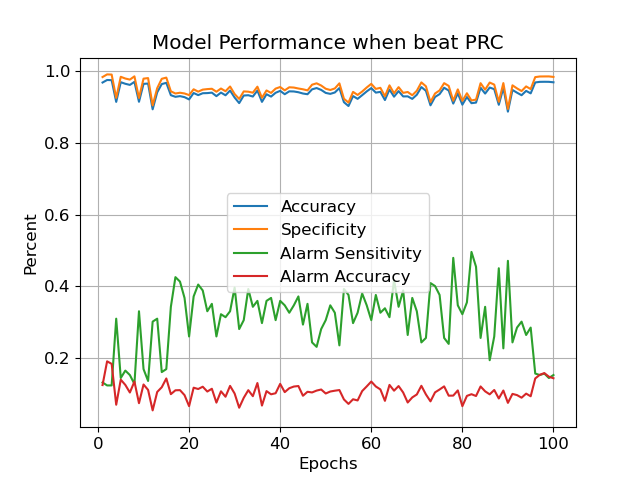 Model Performance when beat PRC
1.0
0.8
0.6
0.4
0.2
Percent
Accuracy
Specificity
Alarm Sensitivity
Alarm Accuracy
0 20 40 60 80 100
Epochs